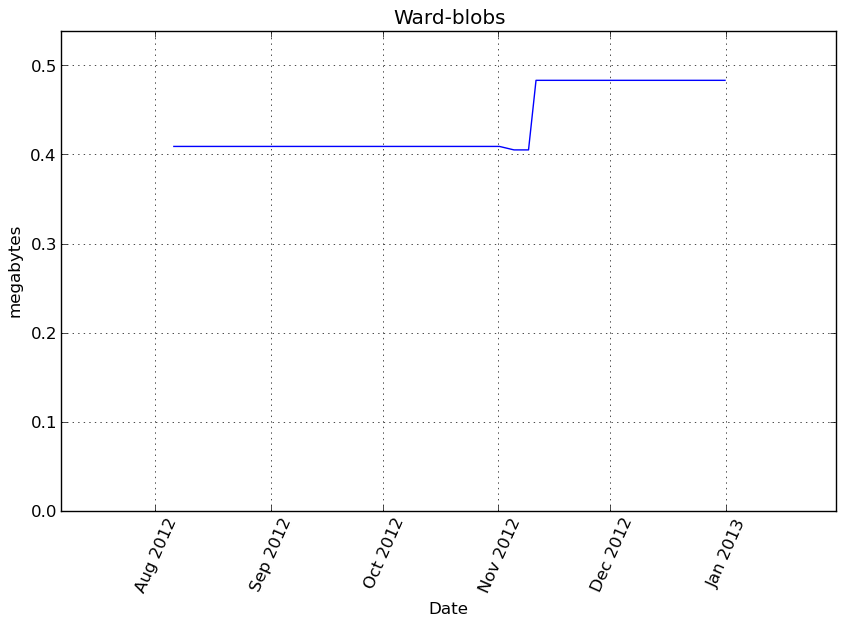 Ward-blobs
0.5
0.4
0.3
0.2
0.1
0.0
megabytes
Aug 2012
Sep 2012
Oct 2012
Nov 2012
Dec 2012
Jan 2013
Date